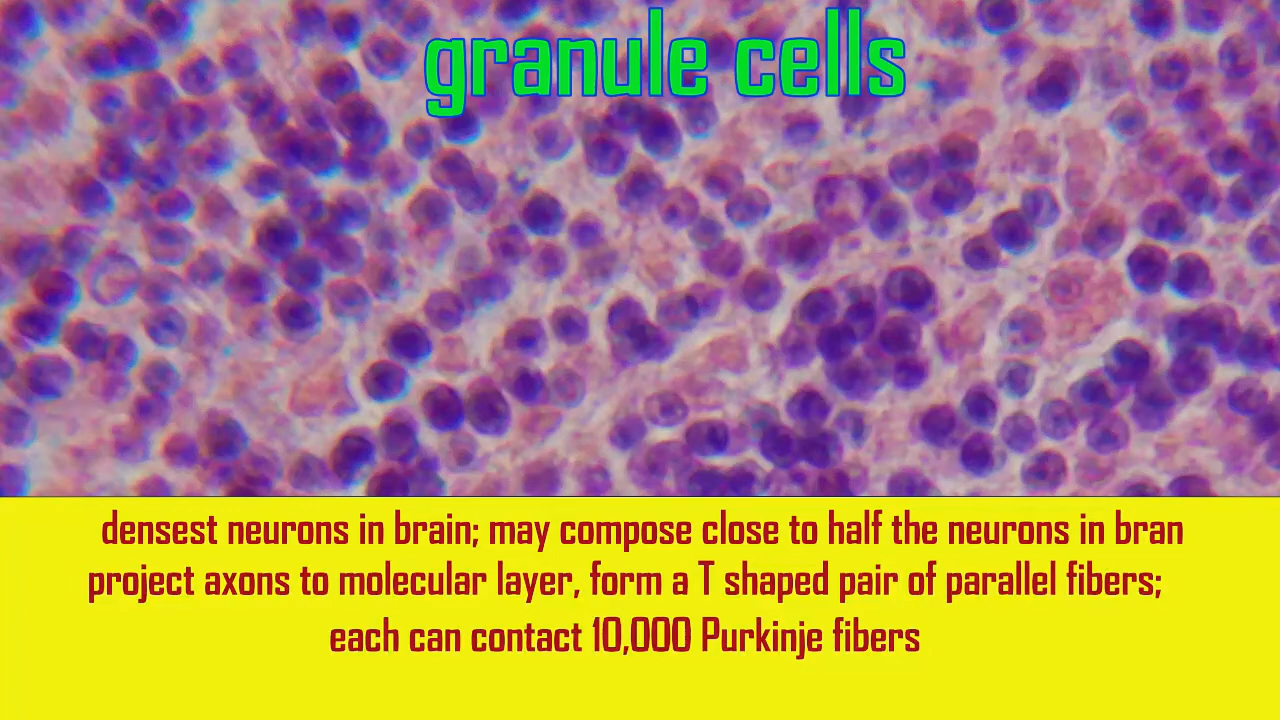 granule cells
densest neurons in brain; may compose close to half the neurons in bran
project axons to molecular layer, form a T shaped pair of parallel fibers;
each can contact 10,000 Purkinje fibers